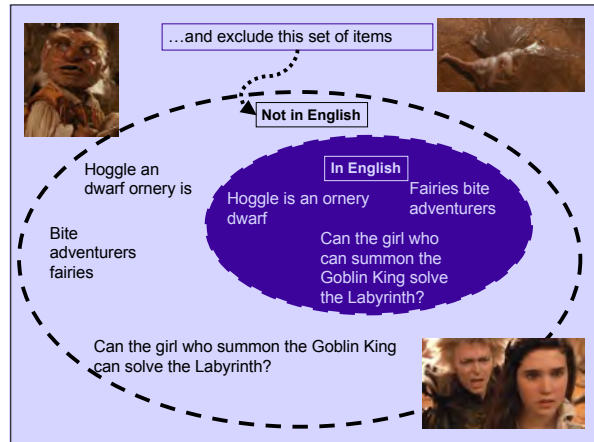 …and exclude this set of items
Not in English
In English
Hoggle an
dwarf ornery is
Hoggle is an ornery
dwarf
Fairies bite
adventurers
Bite
adventurers
fairies
Can the girl who
can summon the
Goblin King solve
the Labyrinth?
Can the girl who summon the Goblin King
can solve the Labyrinth?